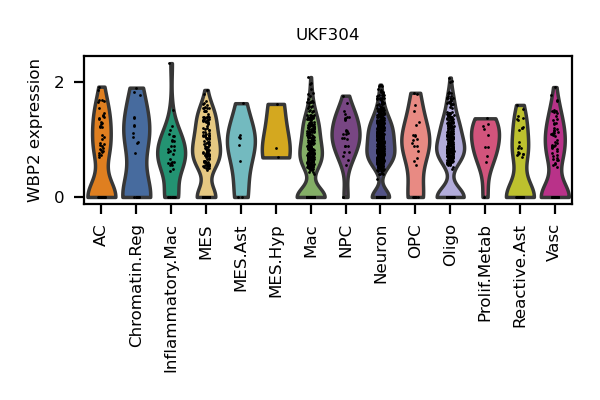 UKF304
WBP2 expression
2
0
AC
Chromatin.Reg
Inflammatory.Mac
MES
MES.Ast
MES.Hyp
Mac
NPC
Neuron
OPC
Oligo
Prolif.Metab
Reactive.Ast
Vasc